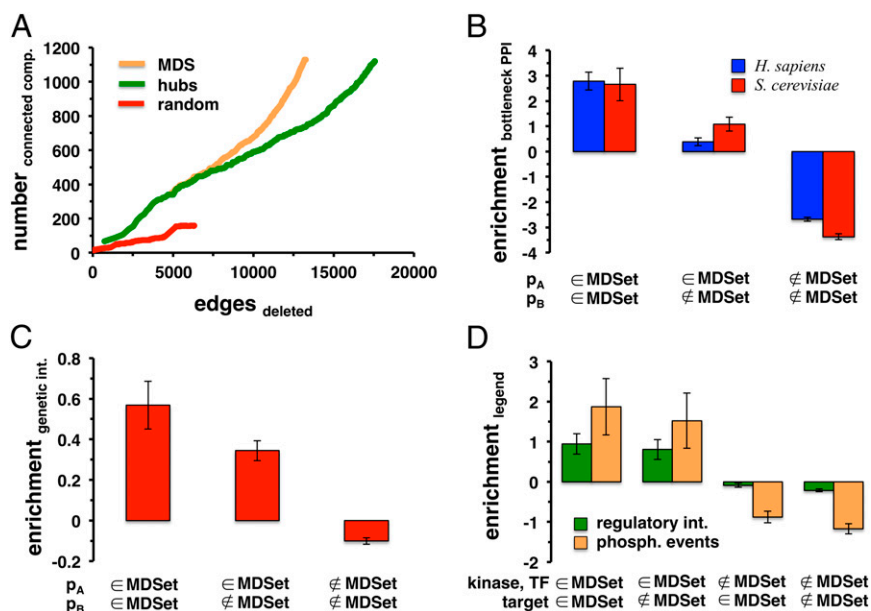 A
1200
1000
800
600
400
200
0
0 5000 10000 15000 20000
number connected comp.
edges deleted
MDS
hubs
random
B
4
3
2
1
0
-1
-2
-3
-4
enrichment bottleneck PPI
H. sapiens
S. cerevisiae
pA ∈ MDSet ∈ MDSet ∉ MDSet
pB ∈ MDSet ∉ MDSet ∉ MDSet
C
0.8
0.6
0.4
0.2
0
-0.2
enrichment genetic int.
pA ∈ MDSet ∈ MDSet ∉ MDSet
pB ∈ MDSet ∉ MDSet ∉ MDSet
D
3
2
1
0
-1
-2
enrichment legend
regulatory int.
phosph. events
kinase, TF ∈ MDSet ∈ MDSet ∉ MDSet ∉ MDSet
target ∈ MDSet ∉ MDSet ∈ MDSet ∉ MDSet